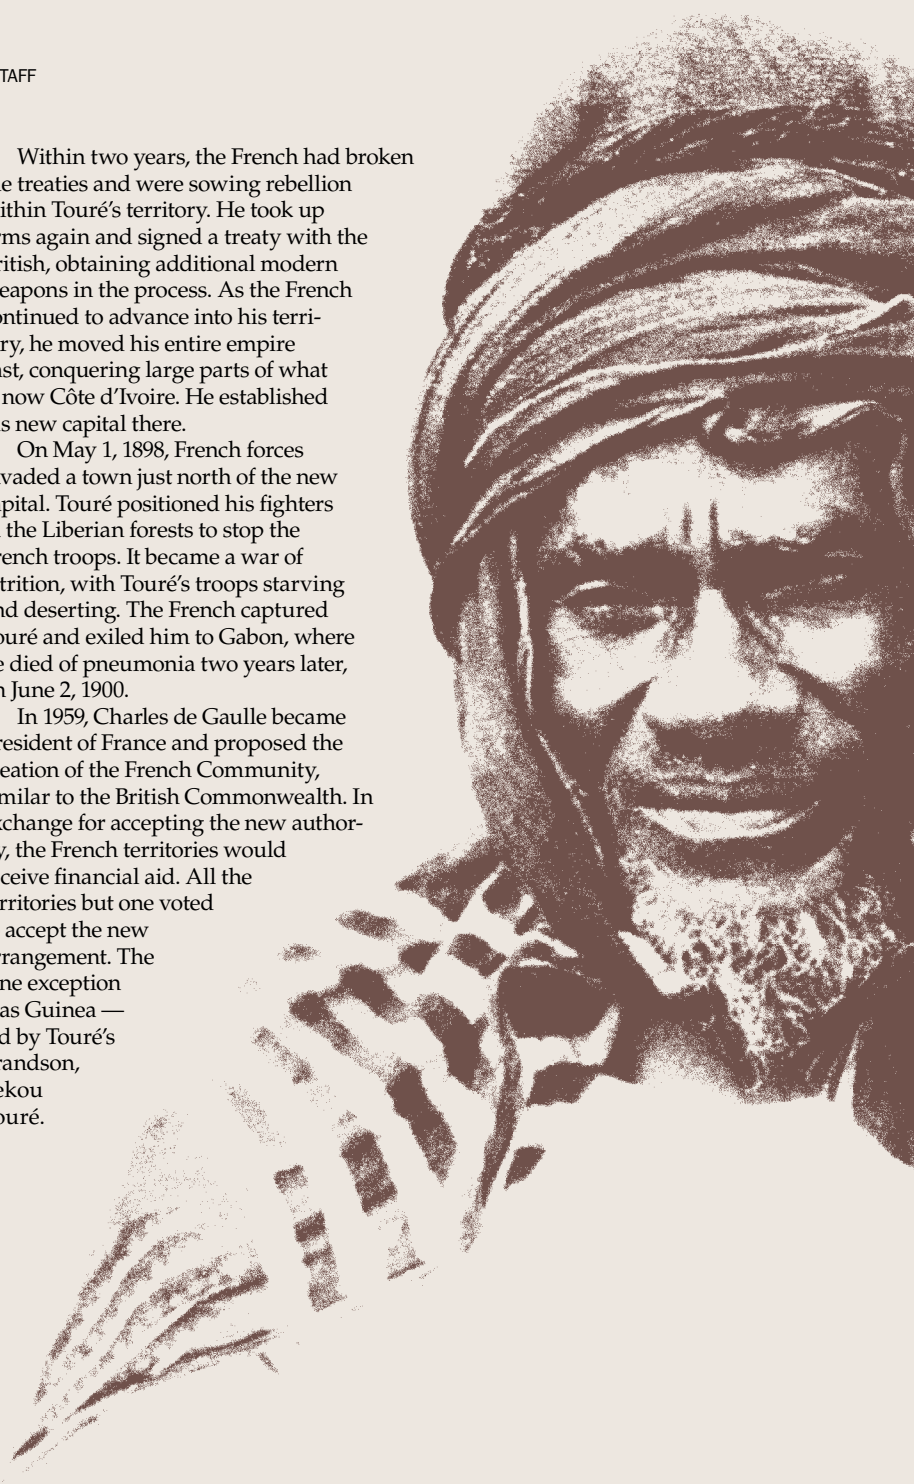 TAFF
Within two years, the French had broken
e treaties and were sowing rebellion
ithin Touré’s territory. He took up
rms again and signed a treaty with the
ritish, obtaining additional modern
eapons in the process. As the French
ontinued to advance into his terri-
ry, he moved his entire empire
st, conquering large parts of what
now Côte d’Ivoire. He established
s new capital there.
On May 1, 1898, French forces
vaded a town just north of the new
pital. Touré positioned his fighters
the Liberian forests to stop the
rench troops. It became a war of
trition, with Touré’s troops starving
nd deserting. The French captured
ouré and exiled him to Gabon, where
e died of pneumonia two years later,
n June 2, 1900.
In 1959, Charles de Gaulle became
resident of France and proposed the
eation of the French Community,
milar to the British Commonwealth. In
xchange for accepting the new author-
y, the French territories would
ceive financial aid. All the
rritories but one voted
accept the new
rrangement. The
ne exception
as Guinea —
d by Touré’s
randson,
ekou
ouré.